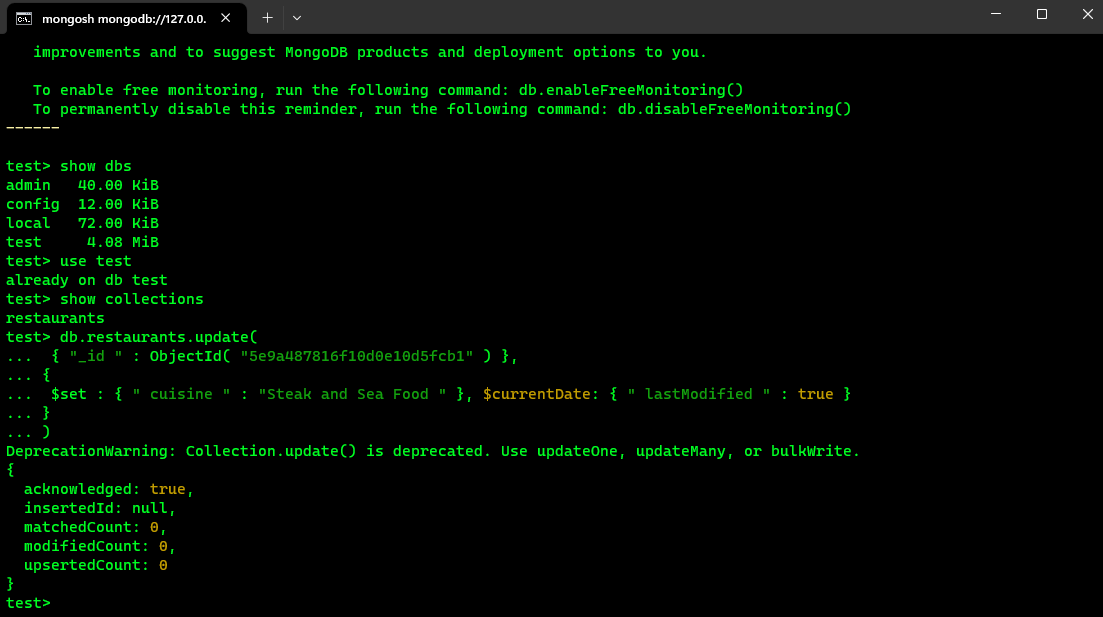 mongosh mongodb://127.0.0.
improvements and to suggest MongoDB products and deployment options to you.
To enable free monitoring, run the following command: db.enableFreeMonitoring()
To permanently disable this reminder, run the following command: db.disableFreeMonitoring()
------
test> show dbs
admin   40.00 KiB
config  12.00 KiB
local   72.00 KiB
test     4.08 MiB
test> use test
already on db test
test> show collections
restaurants
test> db.restaurants.update(
...  { "_id " : ObjectId( "5e9a487816f10d0e10d5fcb1" ) },
... {
...  $set : { " cuisine " : "Steak and Sea Food " }, $currentDate: { " lastModified " : true }
... }
... )
DeprecationWarning: Collection.update() is deprecated. Use updateOne, updateMany, or bulkWrite.
{
  acknowledged: true,
  insertedId: null,
  matchedCount: 0,
  modifiedCount: 0,
  upsertedCount: 0
}
test>